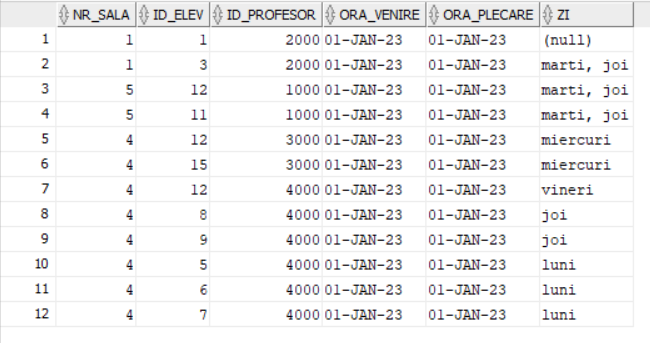 NR_SALA ID_ELEV ID_PROFESOR ORA_VENIRE ORA_PLECARE ZI
1 1 1 2000 01-JAN-23 01-JAN-23 (null)
2 1 3 2000 01-JAN-23 01-JAN-23 marti, joi
3 5 12 1000 01-JAN-23 01-JAN-23 marti, joi
4 5 11 1000 01-JAN-23 01-JAN-23 marti, joi
5 4 12 3000 01-JAN-23 01-JAN-23 miercuri
6 4 15 3000 01-JAN-23 01-JAN-23 miercuri
7 4 12 4000 01-JAN-23 01-JAN-23 vineri
8 4 8 4000 01-JAN-23 01-JAN-23 joi
9 4 9 4000 01-JAN-23 01-JAN-23 joi
10 4 5 4000 01-JAN-23 01-JAN-23 luni
11 4 6 4000 01-JAN-23 01-JAN-23 luni
12 4 7 4000 01-JAN-23 01-JAN-23 luni